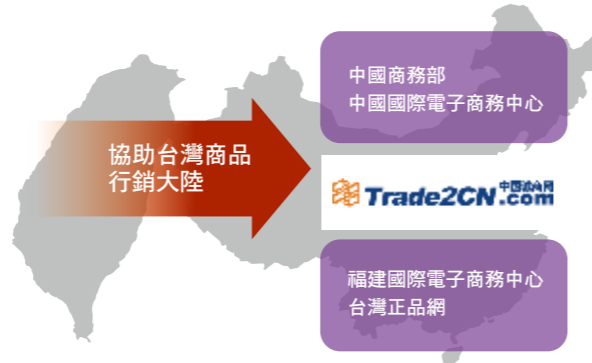 協助台灣商品
行銷大陸
中國商務部
中國國際電子商務中心
Trade2CN.com
福建國際電子商務中心
台灣正品網